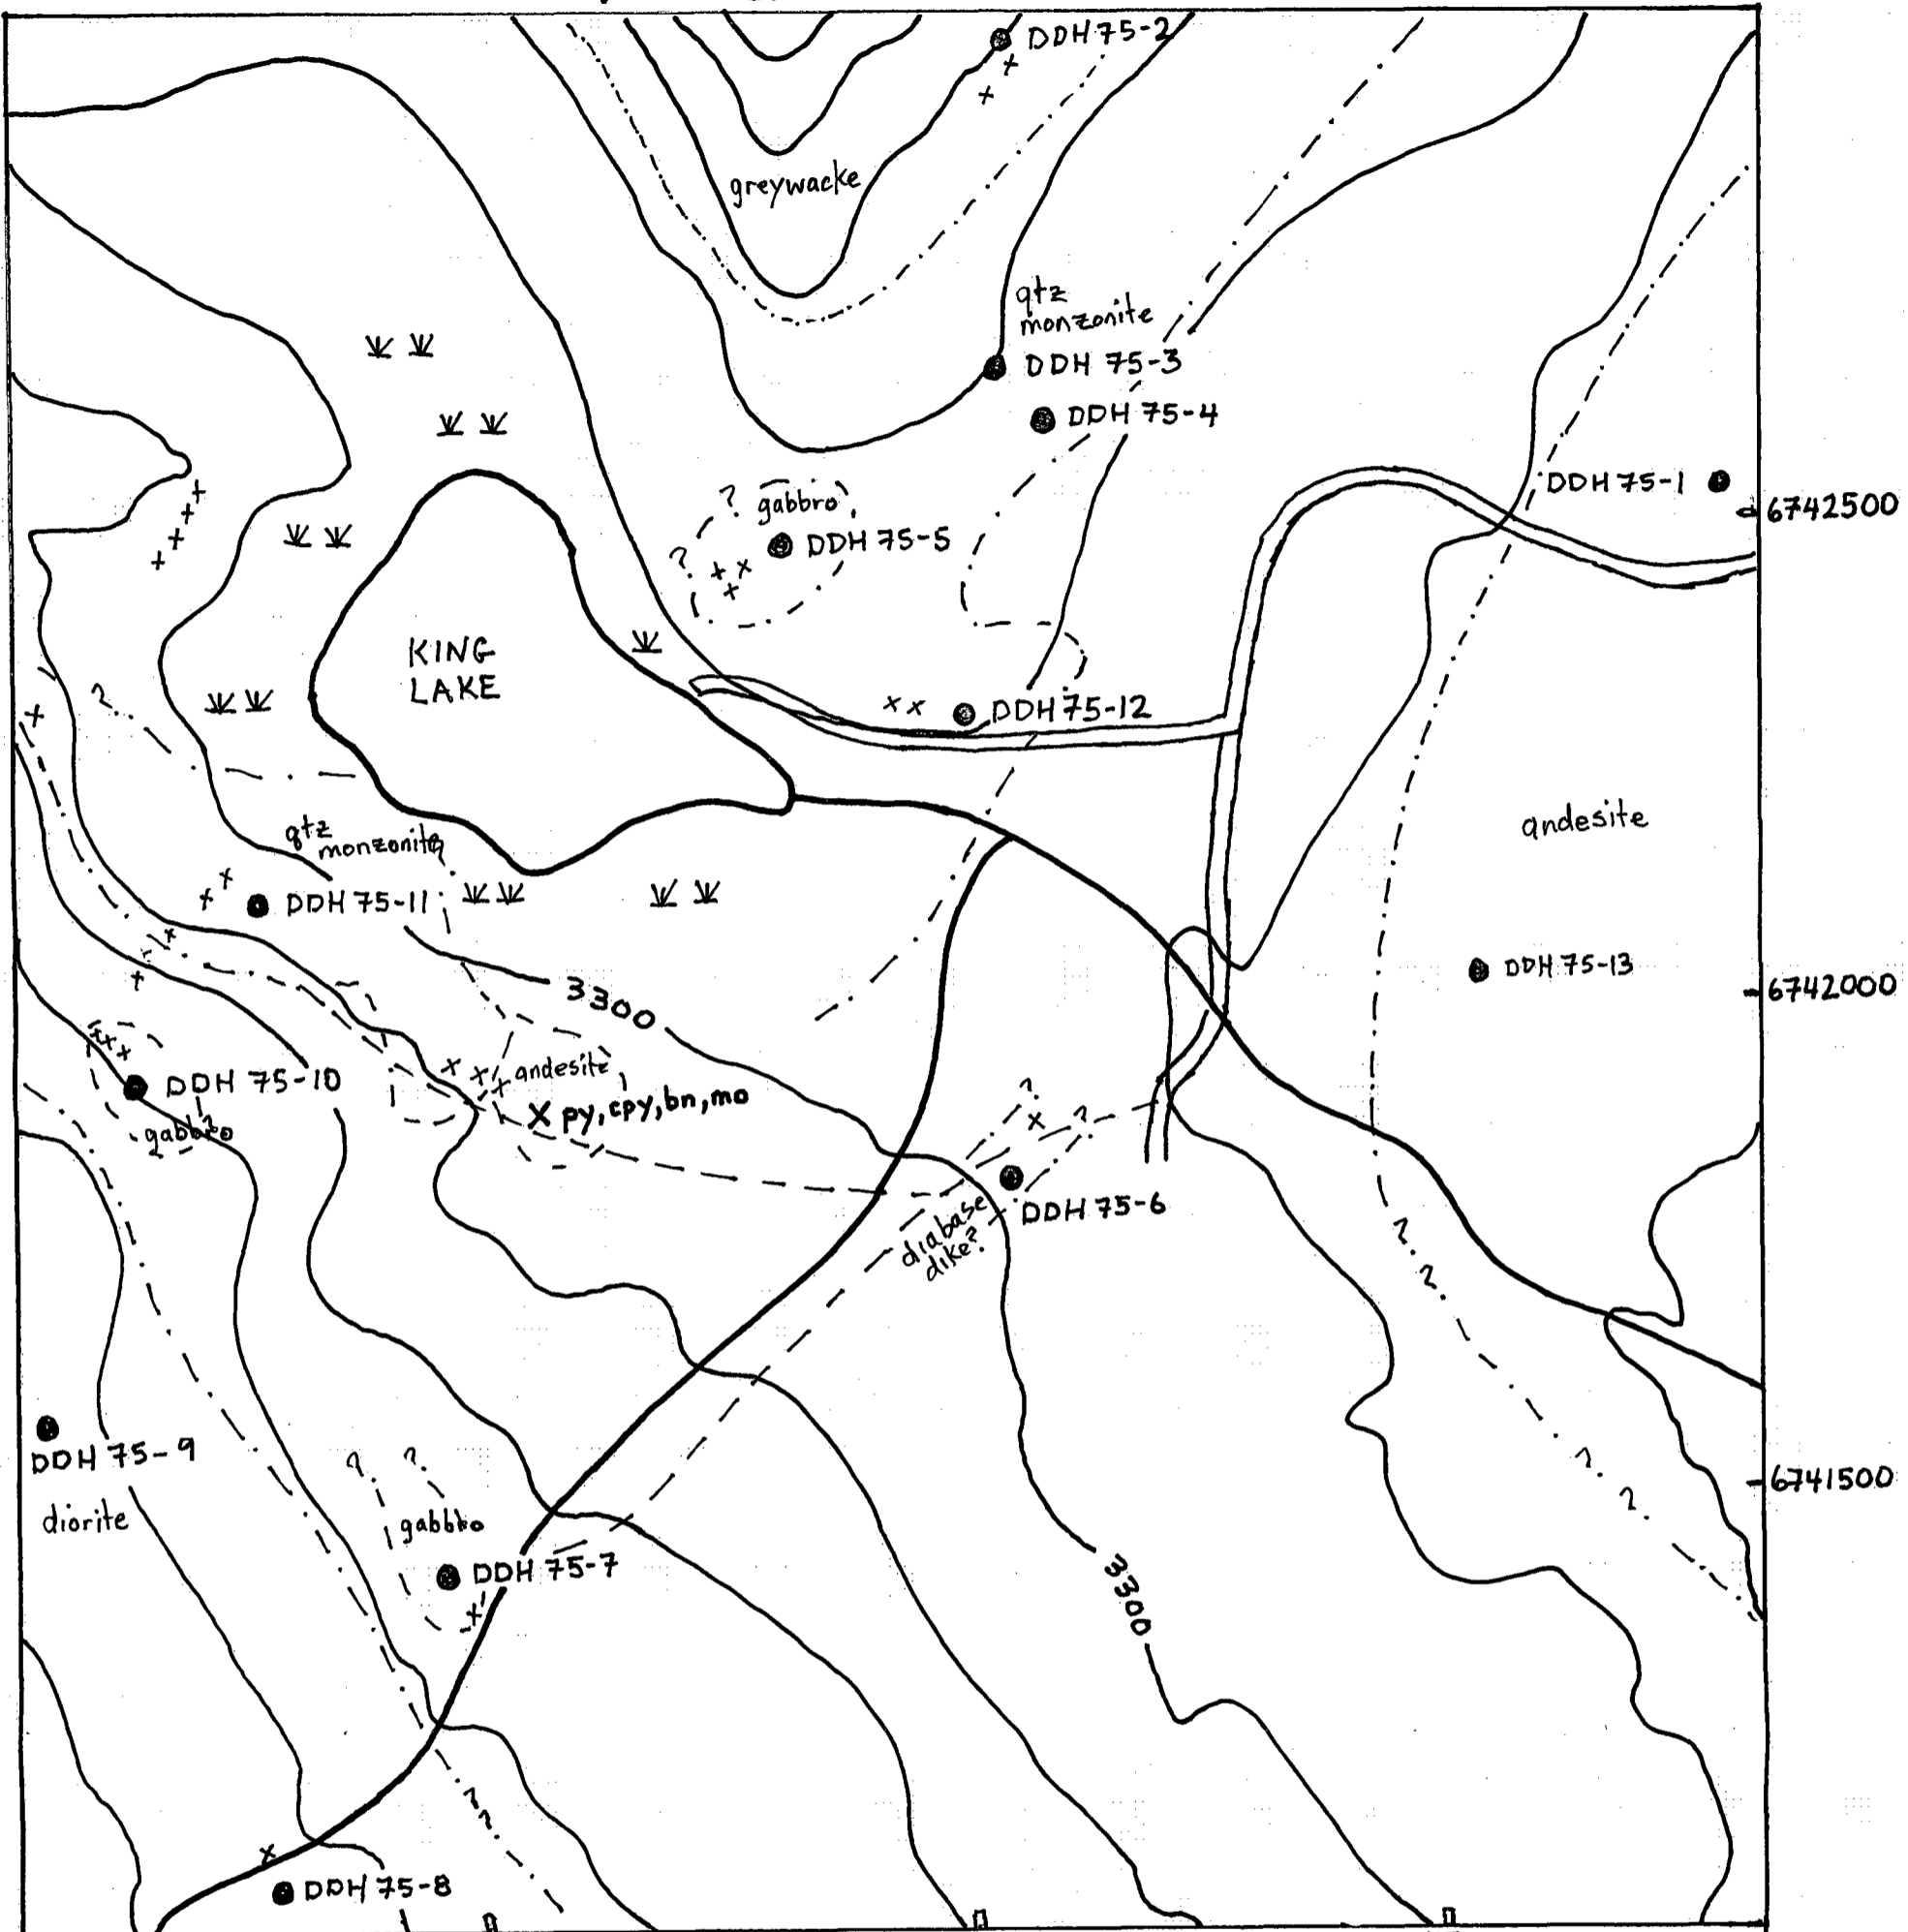 DDH 75-2
greywacke
qtz
monzonite
DDH 75-3
DDH 75-4
DDH 75-1
6742500
? gabbro
DDH 75-5
?
KING
LAKE
?
DDH 75-12
andesite
qtz
monzonite
DDH 75-11
DDH 75-13
3300
6742000
andesite
DDH 75-10
X py, cpy, bn, mo
gabbro
?
?
?
DDH 75-6
diabase
dike?
?
?
DDH 75-9
? ?
6741500
?
?
diorite
gabbro
DDH 75-7
3300
?
?
DDH 75-8